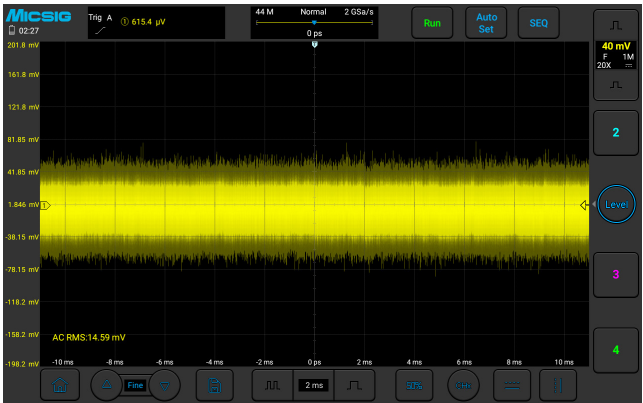 MICSIG
02:27
Trig A
① 615.4 μV
44 M Normal 2 GSa/s
0 ps
Run
Auto
Set
SEQ
40 mV
F 1M
20X
201.8 mV
161.8 mV
121.8 mV
81.85 mV
41.85 mV
1.846 mV
-38.15 mV
-78.15 mV
-118.2 mV
-158.2 mV
-198.2 mV
T
1
2
Level
3
4
AC RMS:14.59 mV
-10 ms -8 ms -6 ms -4 ms -2 ms 0 ps 2 ms 4 ms 6 ms 8 ms 10 ms
Fine
2 ms
50%